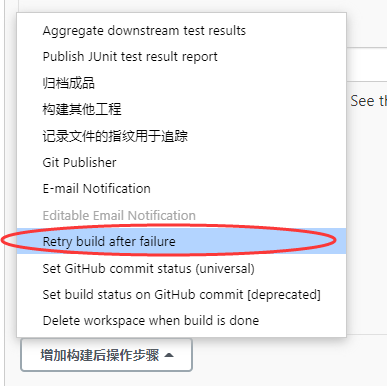 Aggregate downstream test results
Publish JUnit test result report
归档成品
构建其他工程
See th
记录文件的指纹用于追踪
Git Publisher
E-mail Notification
Editable Email Notification
Retry build after failure
Set GitHub commit status (universal)
Set build status on GitHub commit [deprecated]
Delete workspace when build is done
增加构建后操作步骤